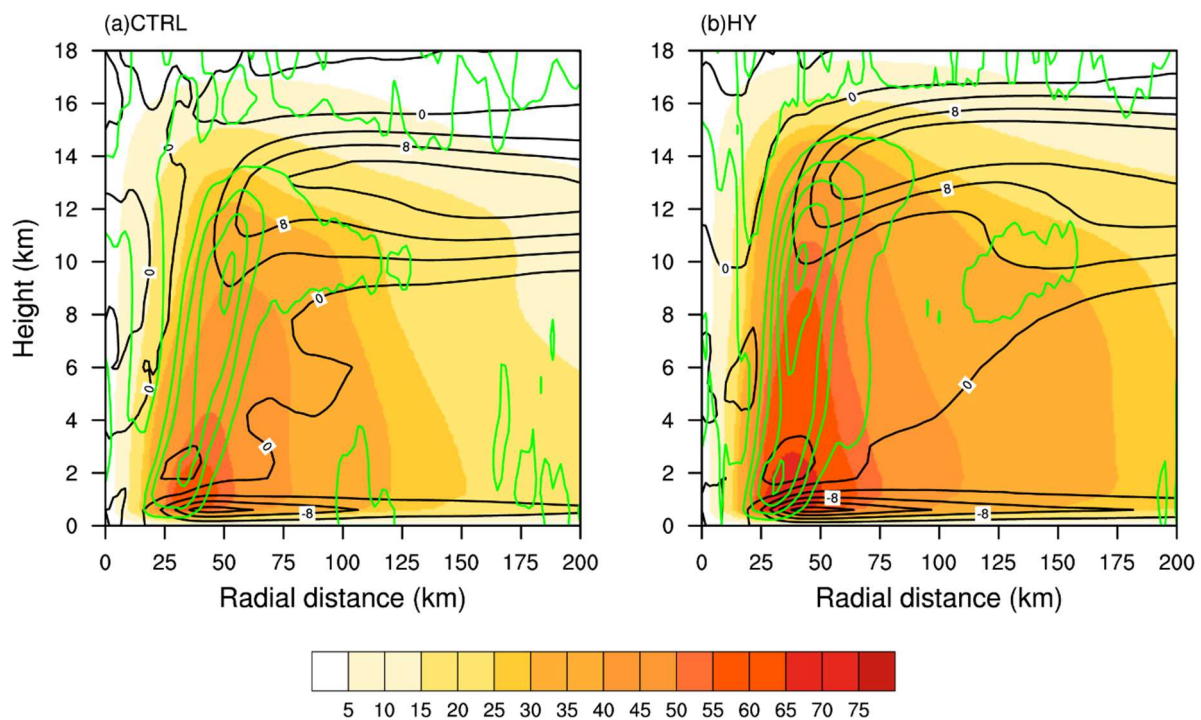 (a)CTRL (b)HY
18 18
16 16
14 14
12 12
10 10
8 8
6 6
4 4
2 2
0 0
Height (km)
0 8 8 0 0 0 0 0 -8
0 8 8 0 0 -8 -8
0 25 50 75 100 125 150 175 200 0 25 50 75 100 125 150 175 200
Radial distance (km) Radial distance (km)
5 10 15 20 25 30 35 40 45 50 55 60 65 70 75